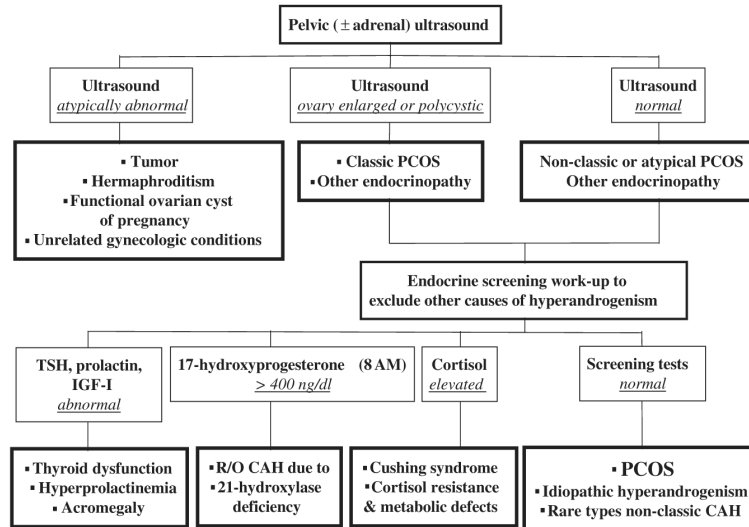 Pelvic (± adrenal) ultrasound
Ultrasound
atypically abnormal
Ultrasound
ovary enlarged or polycystic
Ultrasound
normal
▪ Tumor
▪ Hermaphroditism
▪ Functional ovarian cyst
of pregnancy
▪ Unrelated gynecologic conditions
▪ Classic PCOS
▪ Other endocrinopathy
Non-classic or atypical PCOS
Other endocrinopathy
Endocrine screening work-up to
exclude other causes of hyperandrogenism
TSH, prolactin,
IGF-I
abnormal
17-hydroxyprogesterone (8 AM)
> 400 ng/dl
Cortisol
elevated
Screening tests
normal
▪ Thyroid dysfunction
▪ Hyperprolactinemia
▪ Acromegaly
▪ R/O CAH due to
▪ 21-hydroxylase
deficiency
▪ Cushing syndrome
▪ Cortisol resistance
& metabolic defects
▪ PCOS
▪ Idiopathic hyperandrogenism
▪ Rare types non-classic CAH